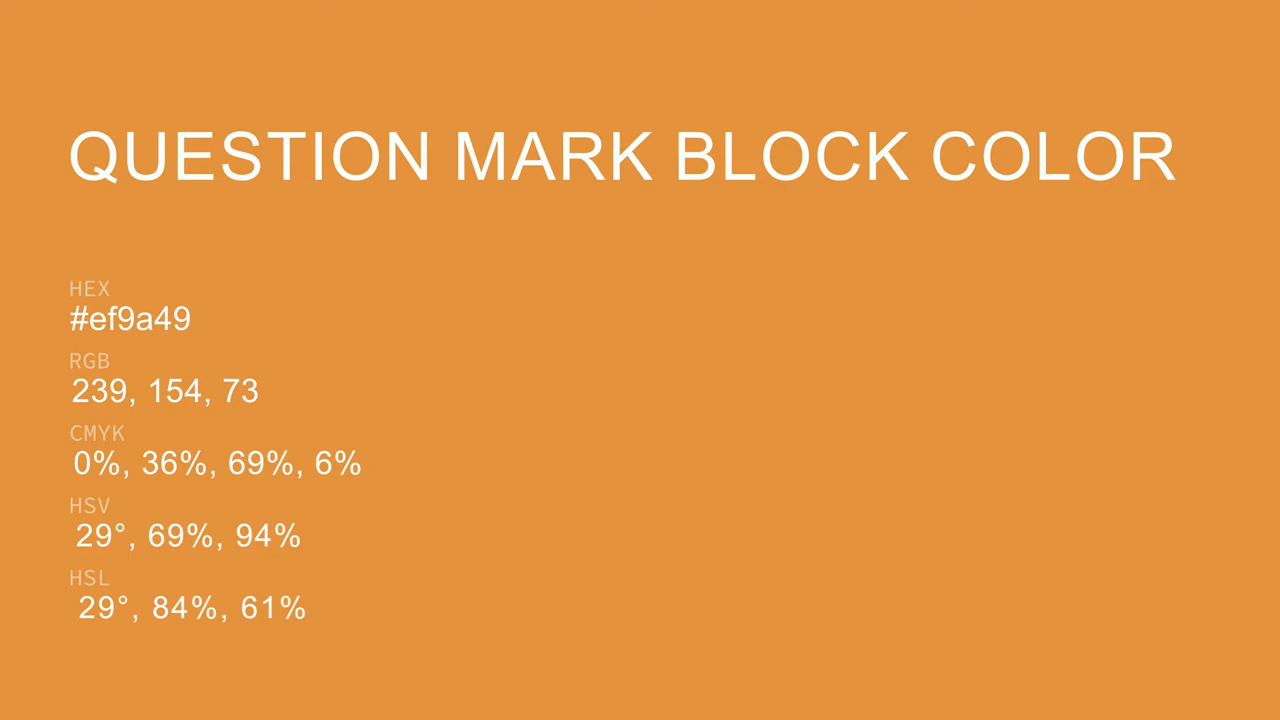 QUESTION MARK BLOCK COLOR
HEX
#ef9a49
RGB
239, 154, 73
CMYK
0%, 36%, 69%, 6%
HSV
29°, 69%, 94%
HSL
29°, 84%, 61%